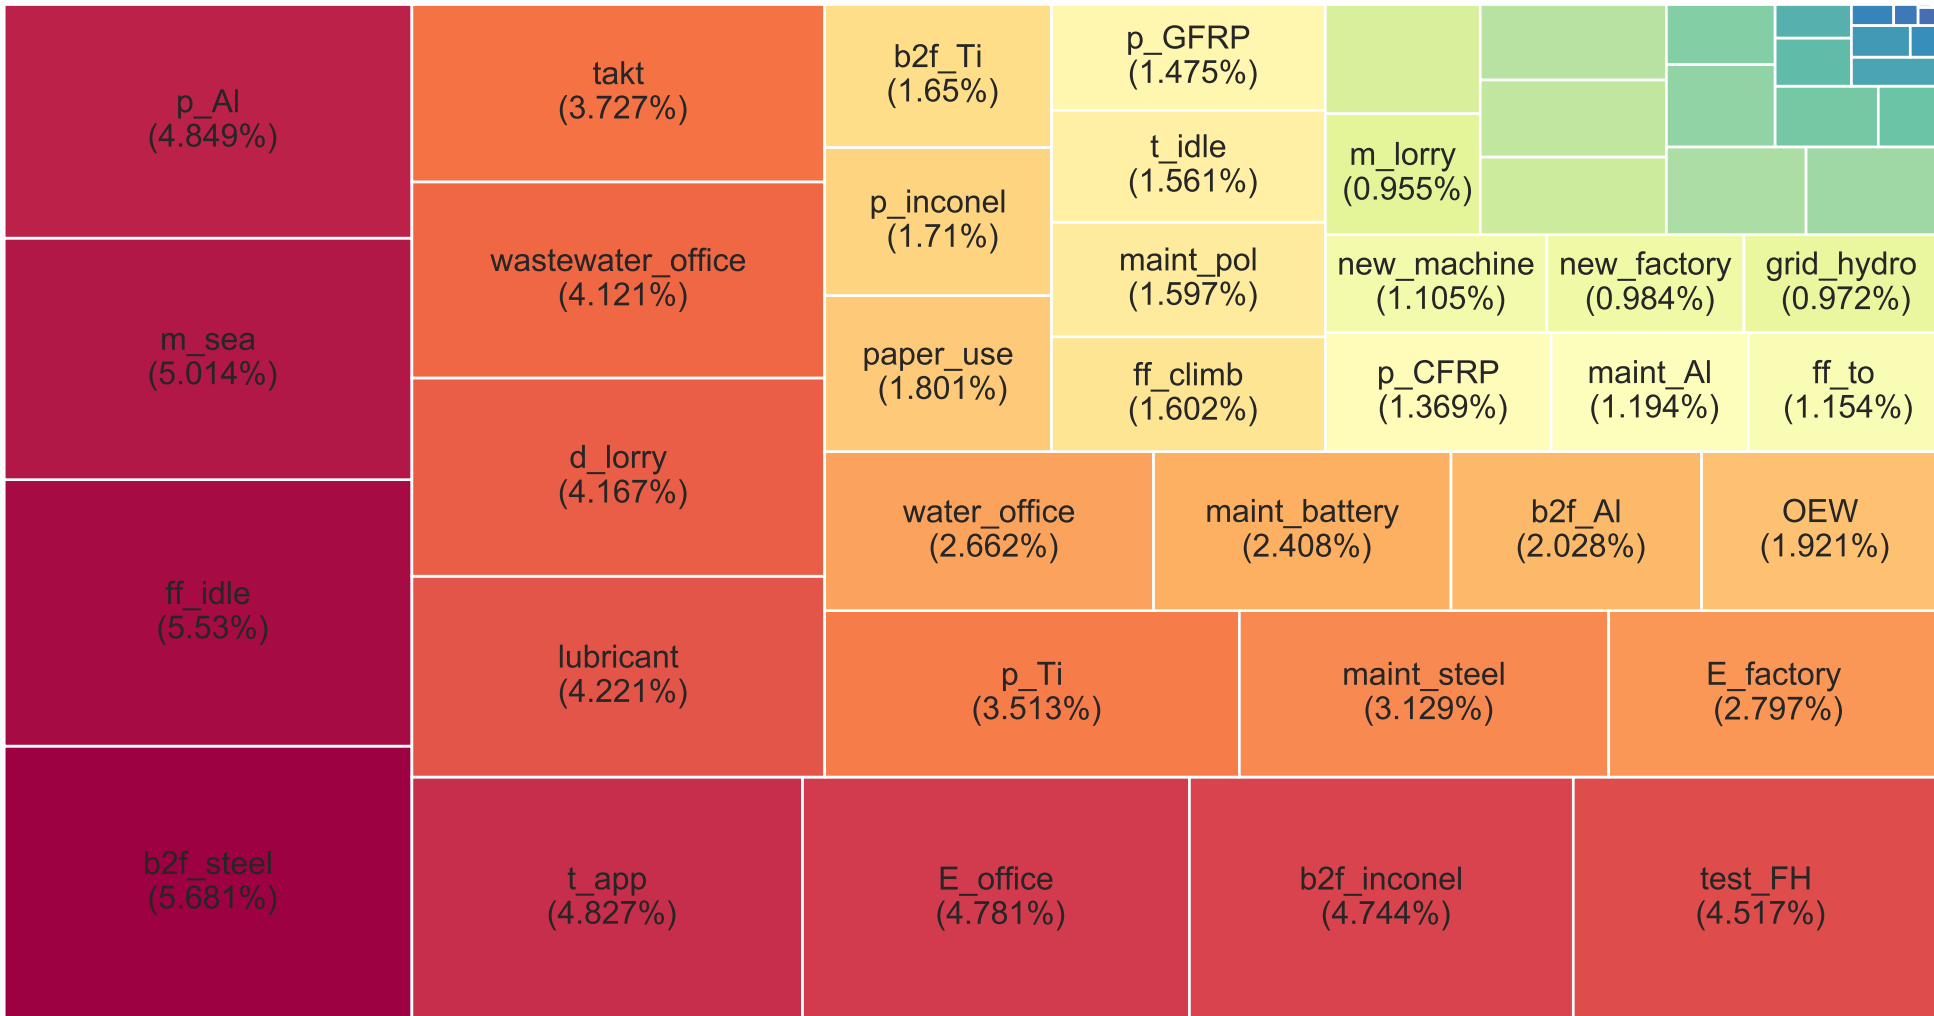 p_Al
(4.849%)
m_sea
(5.014%)
ff_idle
(5.53%)
b2f_steel
(5.681%)
takt
(3.727%)
wastewater_office
(4.121%)
d_lorry
(4.167%)
lubricant
(4.221%)
t_app
(4.827%)
E_office
(4.781%)
b2f_inconel
(4.744%)
test_FH
(4.517%)
b2f_Ti
(1.65%)
p_inconel
(1.71%)
paper_use
(1.801%)
p_GFRP
(1.475%)
t_idle
(1.561%)
maint_pol
(1.597%)
ff_climb
(1.602%)
m_lorry
(0.955%)
new_machine
(1.105%)
new_factory
(0.984%)
grid_hydro
(0.972%)
p_CFRP
(1.369%)
maint_Al
(1.194%)
ff_to
(1.154%)
water_office
(2.662%)
maint_battery
(2.408%)
b2f_Al
(2.028%)
OEW
(1.921%)
p_Ti
(3.513%)
maint_steel
(3.129%)
E_factory
(2.797%)